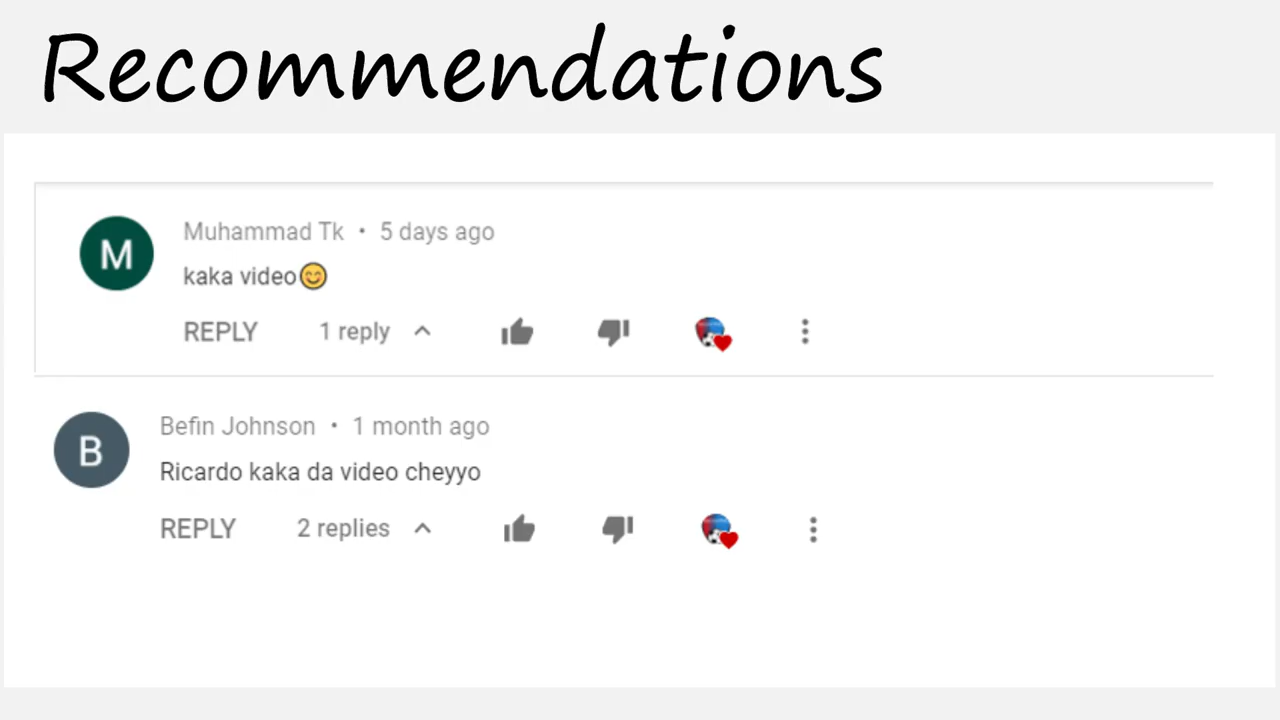 Recommendations
M
Muhammad Tk • 5 days ago
kaka video😊
REPLY 1 reply
B
Befin Johnson • 1 month ago
Ricardo kaka da video cheyyo
REPLY 2 replies